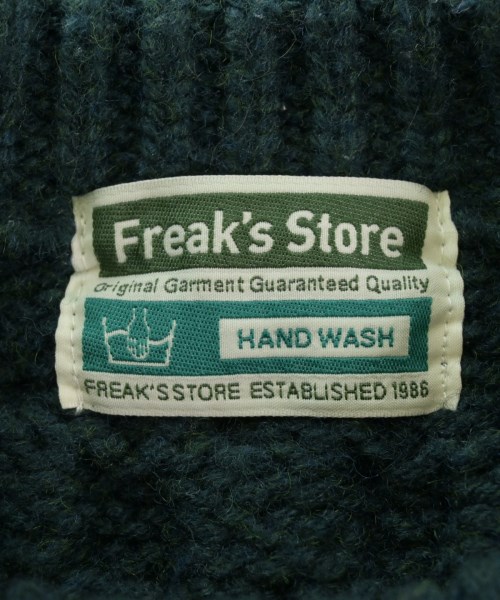 Freak's Store
Original Garment Guaranteed Quality
HAND WASH
FREAK'S STORE ESTABLISHED 1986